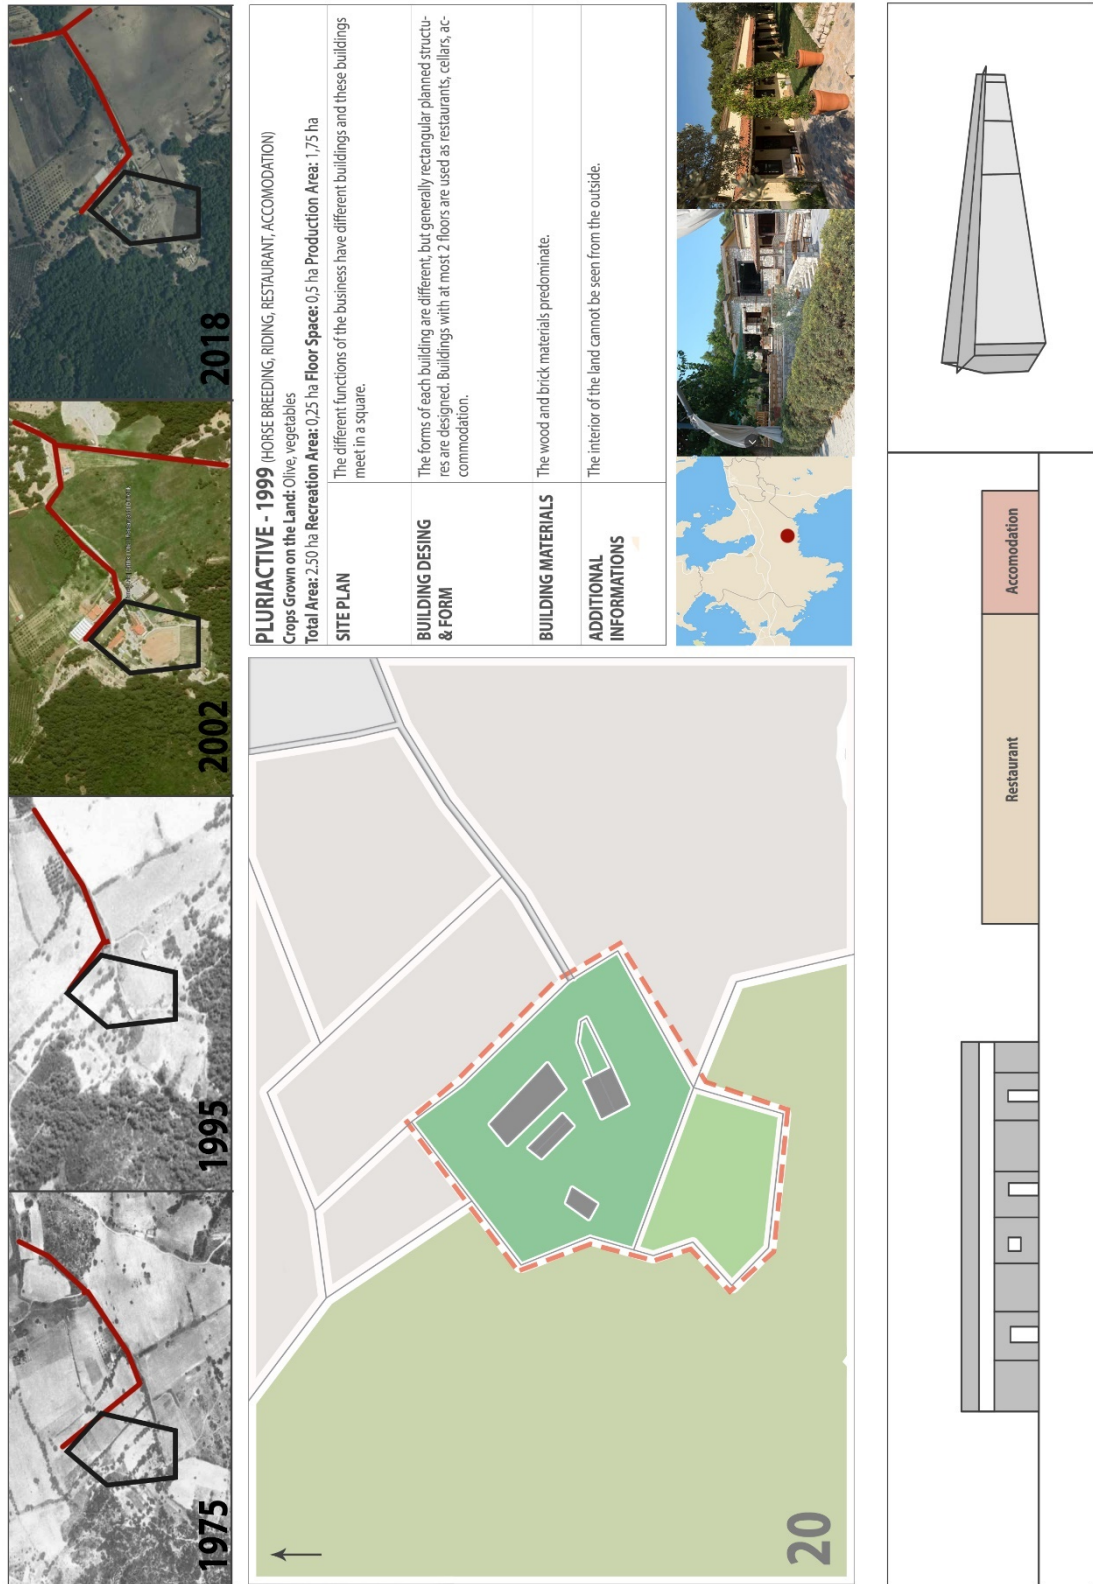 1975
1995
2002
2018
PLURIACTIVE - 1999 (HORSE BREEDING, RIDING, RESTAURANT, ACCOMODATION)
Crops Grown on the Land: Olive, vegetables
Total Area: 2,50 ha Recreation Area: 0,25 ha Floor Space: 0,5 ha Production Area: 1,75 ha
SITE PLAN
The different functions of the business have different buildings and these buildings
meet in a square.
BUILDING DESING
& FORM
The forms of each building are different, but generally rectangular planned structu-
res are designed. Buildings with at most 2 floors are used as restaurants, cellars, ac-
commodation.
BUILDING MATERIALS
The wood and brick materials predominate.
ADDITIONAL
INFORMATIONS
The interior of the land cannot be seen from the outside.
20
Restaurant
Accomodation